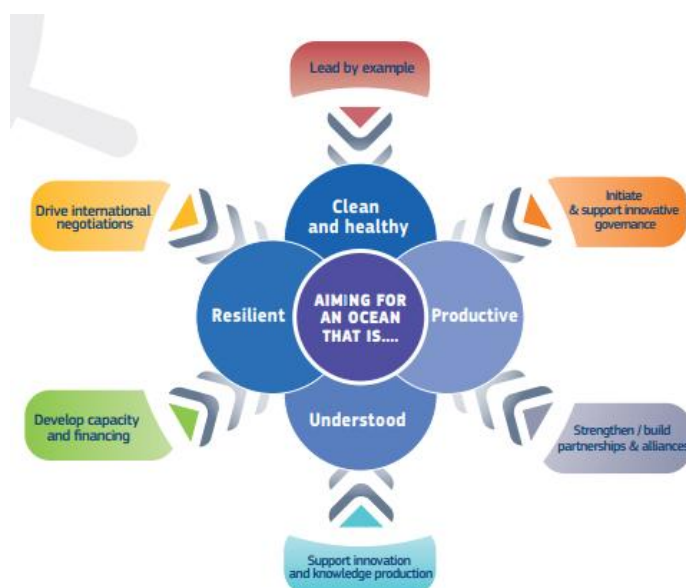 Lead by example
Drive international
negotiations
Clean
and healthy
Initiate
& support innovative
governance
Resilient
AIMING FOR
AN OCEAN
THAT IS....
Productive
Develop capacity
and financing
Understood
Strengthen / build
partnerships & alliances
Support innovation
and knowledge production